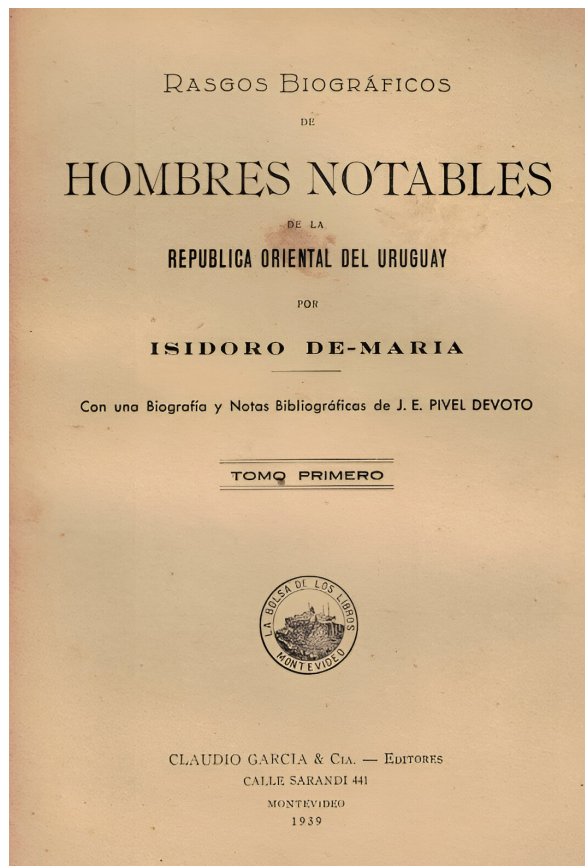 RASGOS BIOGRÁFICOS
DE
HOMBRES NOTABLES
DE LA
REPUBLICA ORIENTAL DEL URUGUAY
POR
ISIDORO DE-MARIA
Con una Biografía y Notas Bibliográficas de J. E. PIVEL DEVOTO
TOMO PRIMERO
LA BOLSA DE LOS LIBROS
MONTEVIDEO
CLAUDIO GARCIA & CIA. — EDITORES
CALLE SARANDI 441
MONTEVIDEO
1939